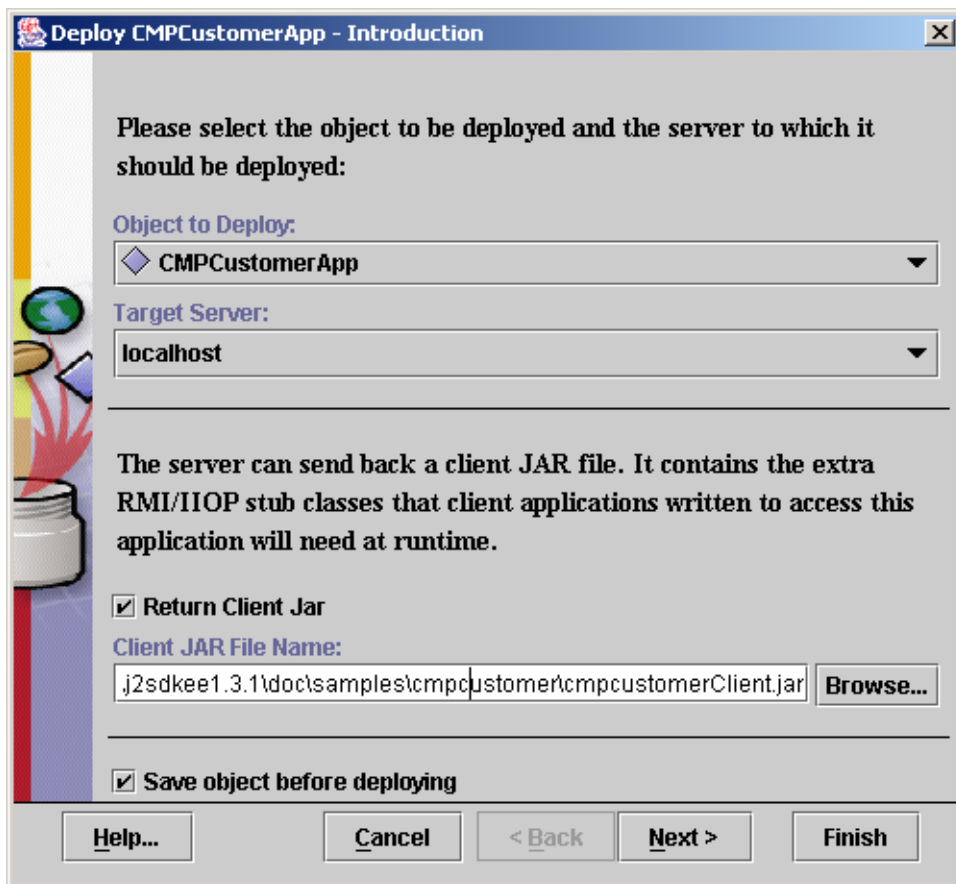 Deploy CMPCustomerApp - Introduction
Please select the object to be deployed and the server to which it
should be deployed:
Object to Deploy:
CMPCustomerApp
Target Server:
localhost
The server can send back a client JAR file. It contains the extra
RMI/IIOP stub classes that client applications written to access this
application will need at runtime.
Return Client Jar
Client JAR File Name:
.j2sdkee1.3.1\doc\samples\cmpcustomer\cmpcustomerClient.jar
Browse...
Save object before deploying
Help...
Cancel
< Back
Next >
Finish